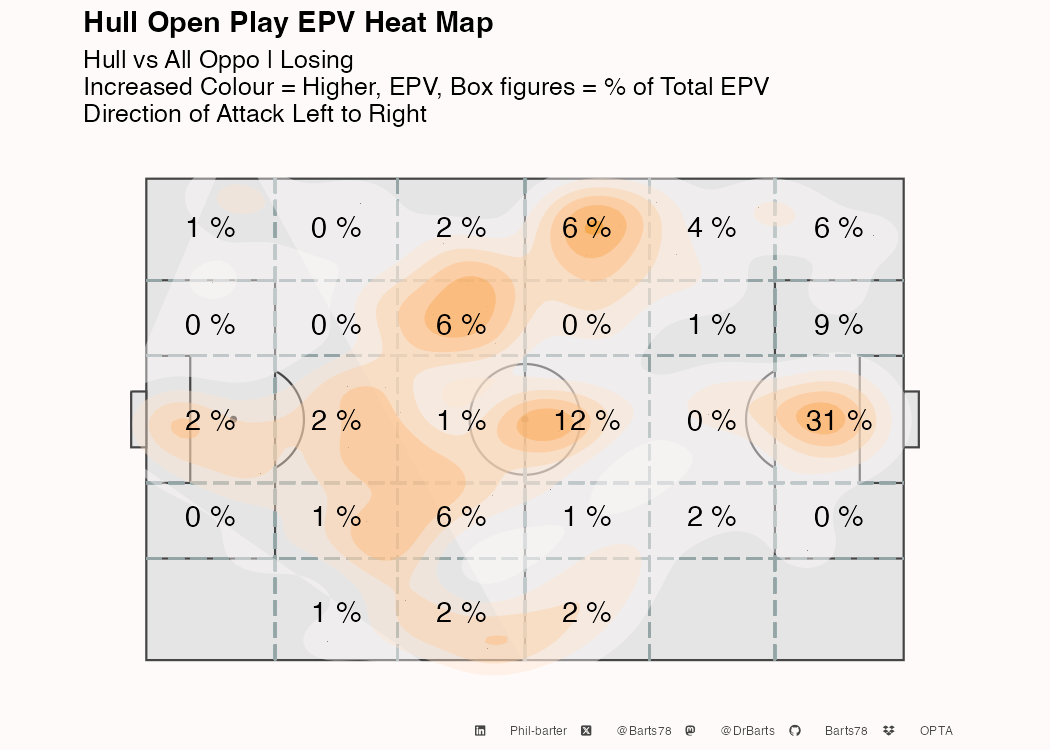 Hull Open Play EPV Heat Map
Hull vs All Oppo | Losing
Increased Colour = Higher, EPV, Box figures = % of Total EPV
Direction of Attack Left to Right
1 % 0 % 2 % 6 % 4 % 6 %
0 % 0 % 6 % 0 % 1 % 9 %
2 % 2 % 1 % 12 % 0 % 31 %
0 % 1 % 6 % 1 % 2 % 0 %
1 % 2 % 2 %
Phil-barter @Barts78 @DrBarts Barts78 OPTA